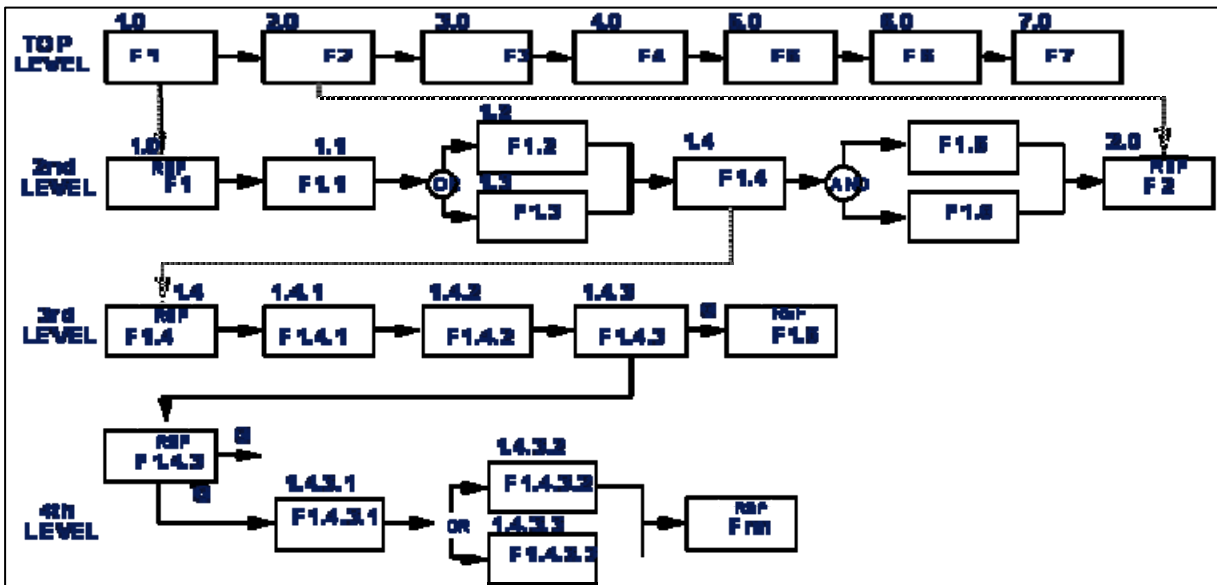 1.0 2.0 3.0 4.0 5.0 6.0 7.0
TOP LEVEL
F1 F2 F3 F4 F5 F6 F7
1.0 1.1 1.2 1.3 1.4 2.0
2nd LEVEL
REF F1
F1.1
OR
F1.2
F1.3
F1.4
AND
F1.5
F1.6
REF F2
1.4 1.4.1 1.4.2 1.4.3
3rd LEVEL
REF F1.4
F1.4.1
F1.4.2
F1.4.3
G
REF F1.5
REF F1.4.3
G
4th LEVEL
1.4.3.1
F1.4.3.1
OR
1.4.3.2
F1.4.3.2
1.4.3.3
F1.4.3.3
REF Fnn